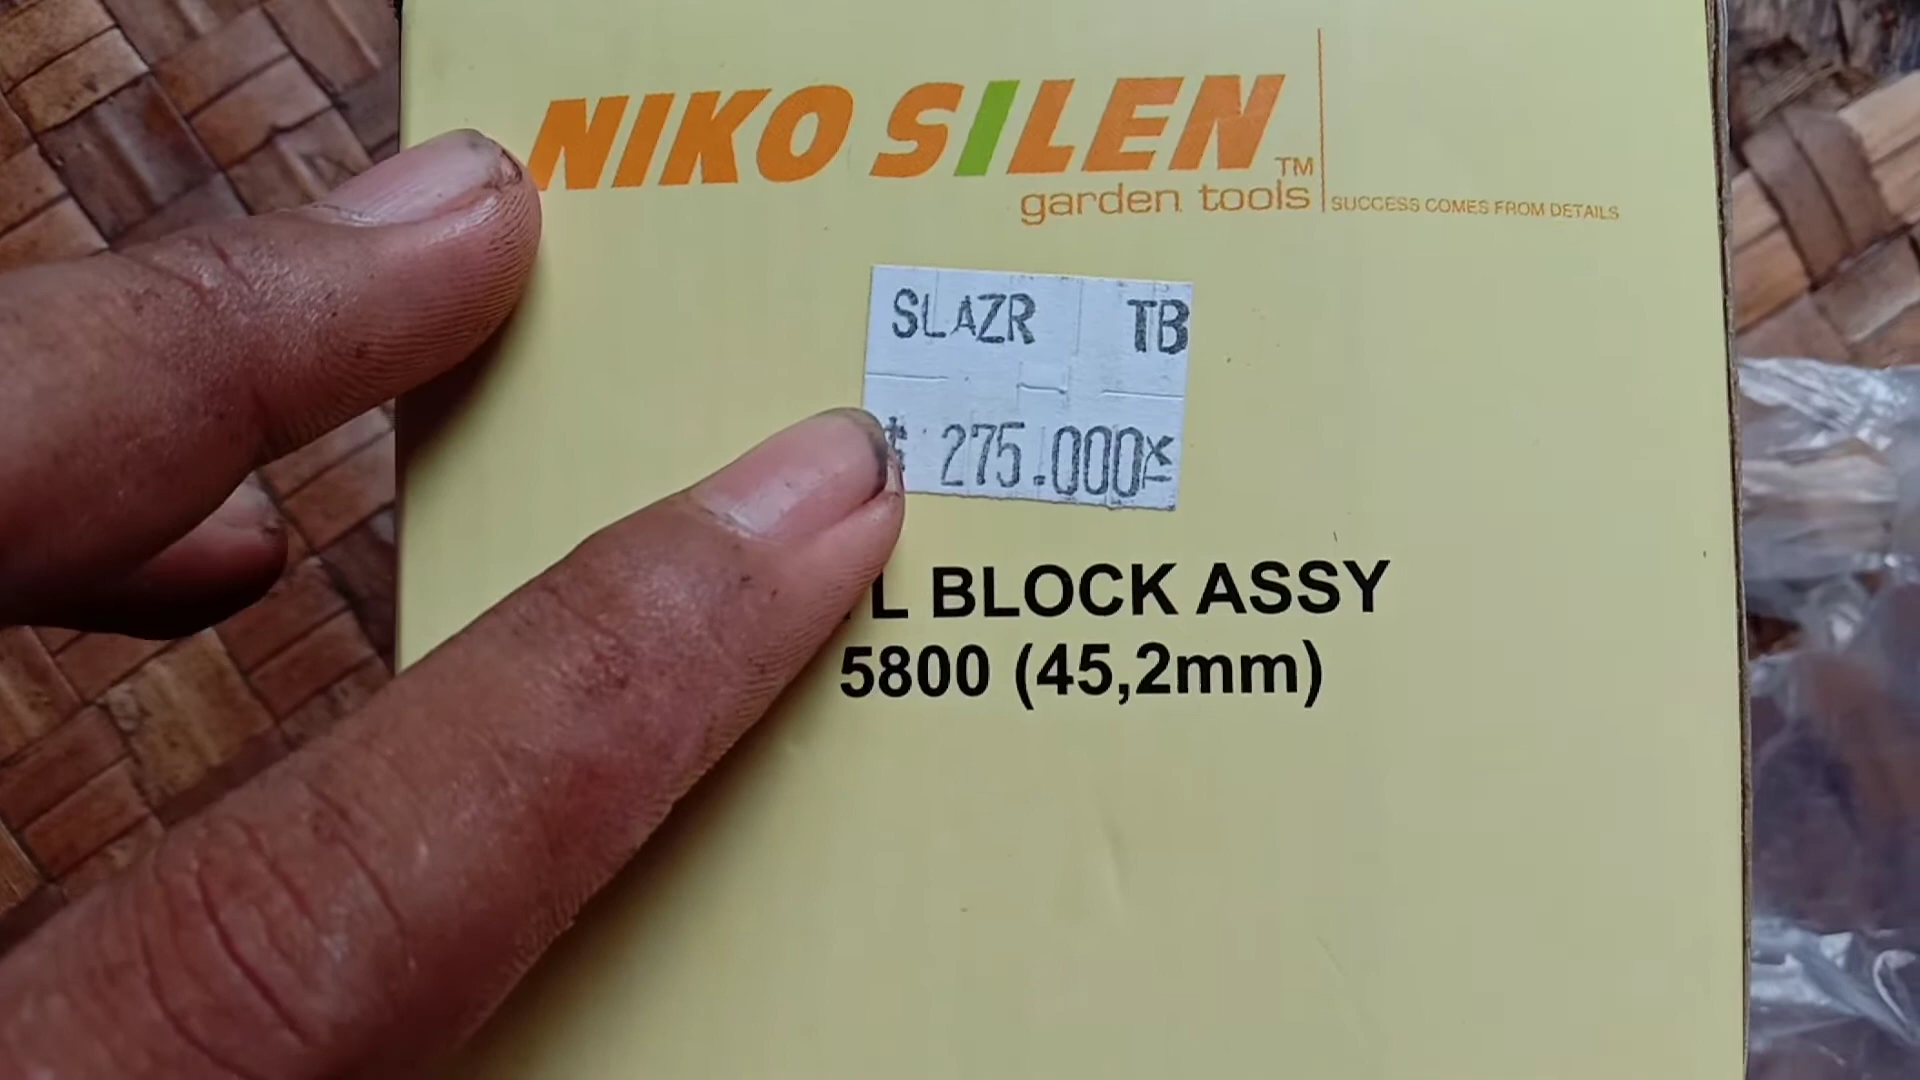 NIKO SILEN TM
garden tools SUCCESS COMES FROM DETAILS
SLAZR TB
275.000
BLOCK ASSY
5800 (45,2mm)